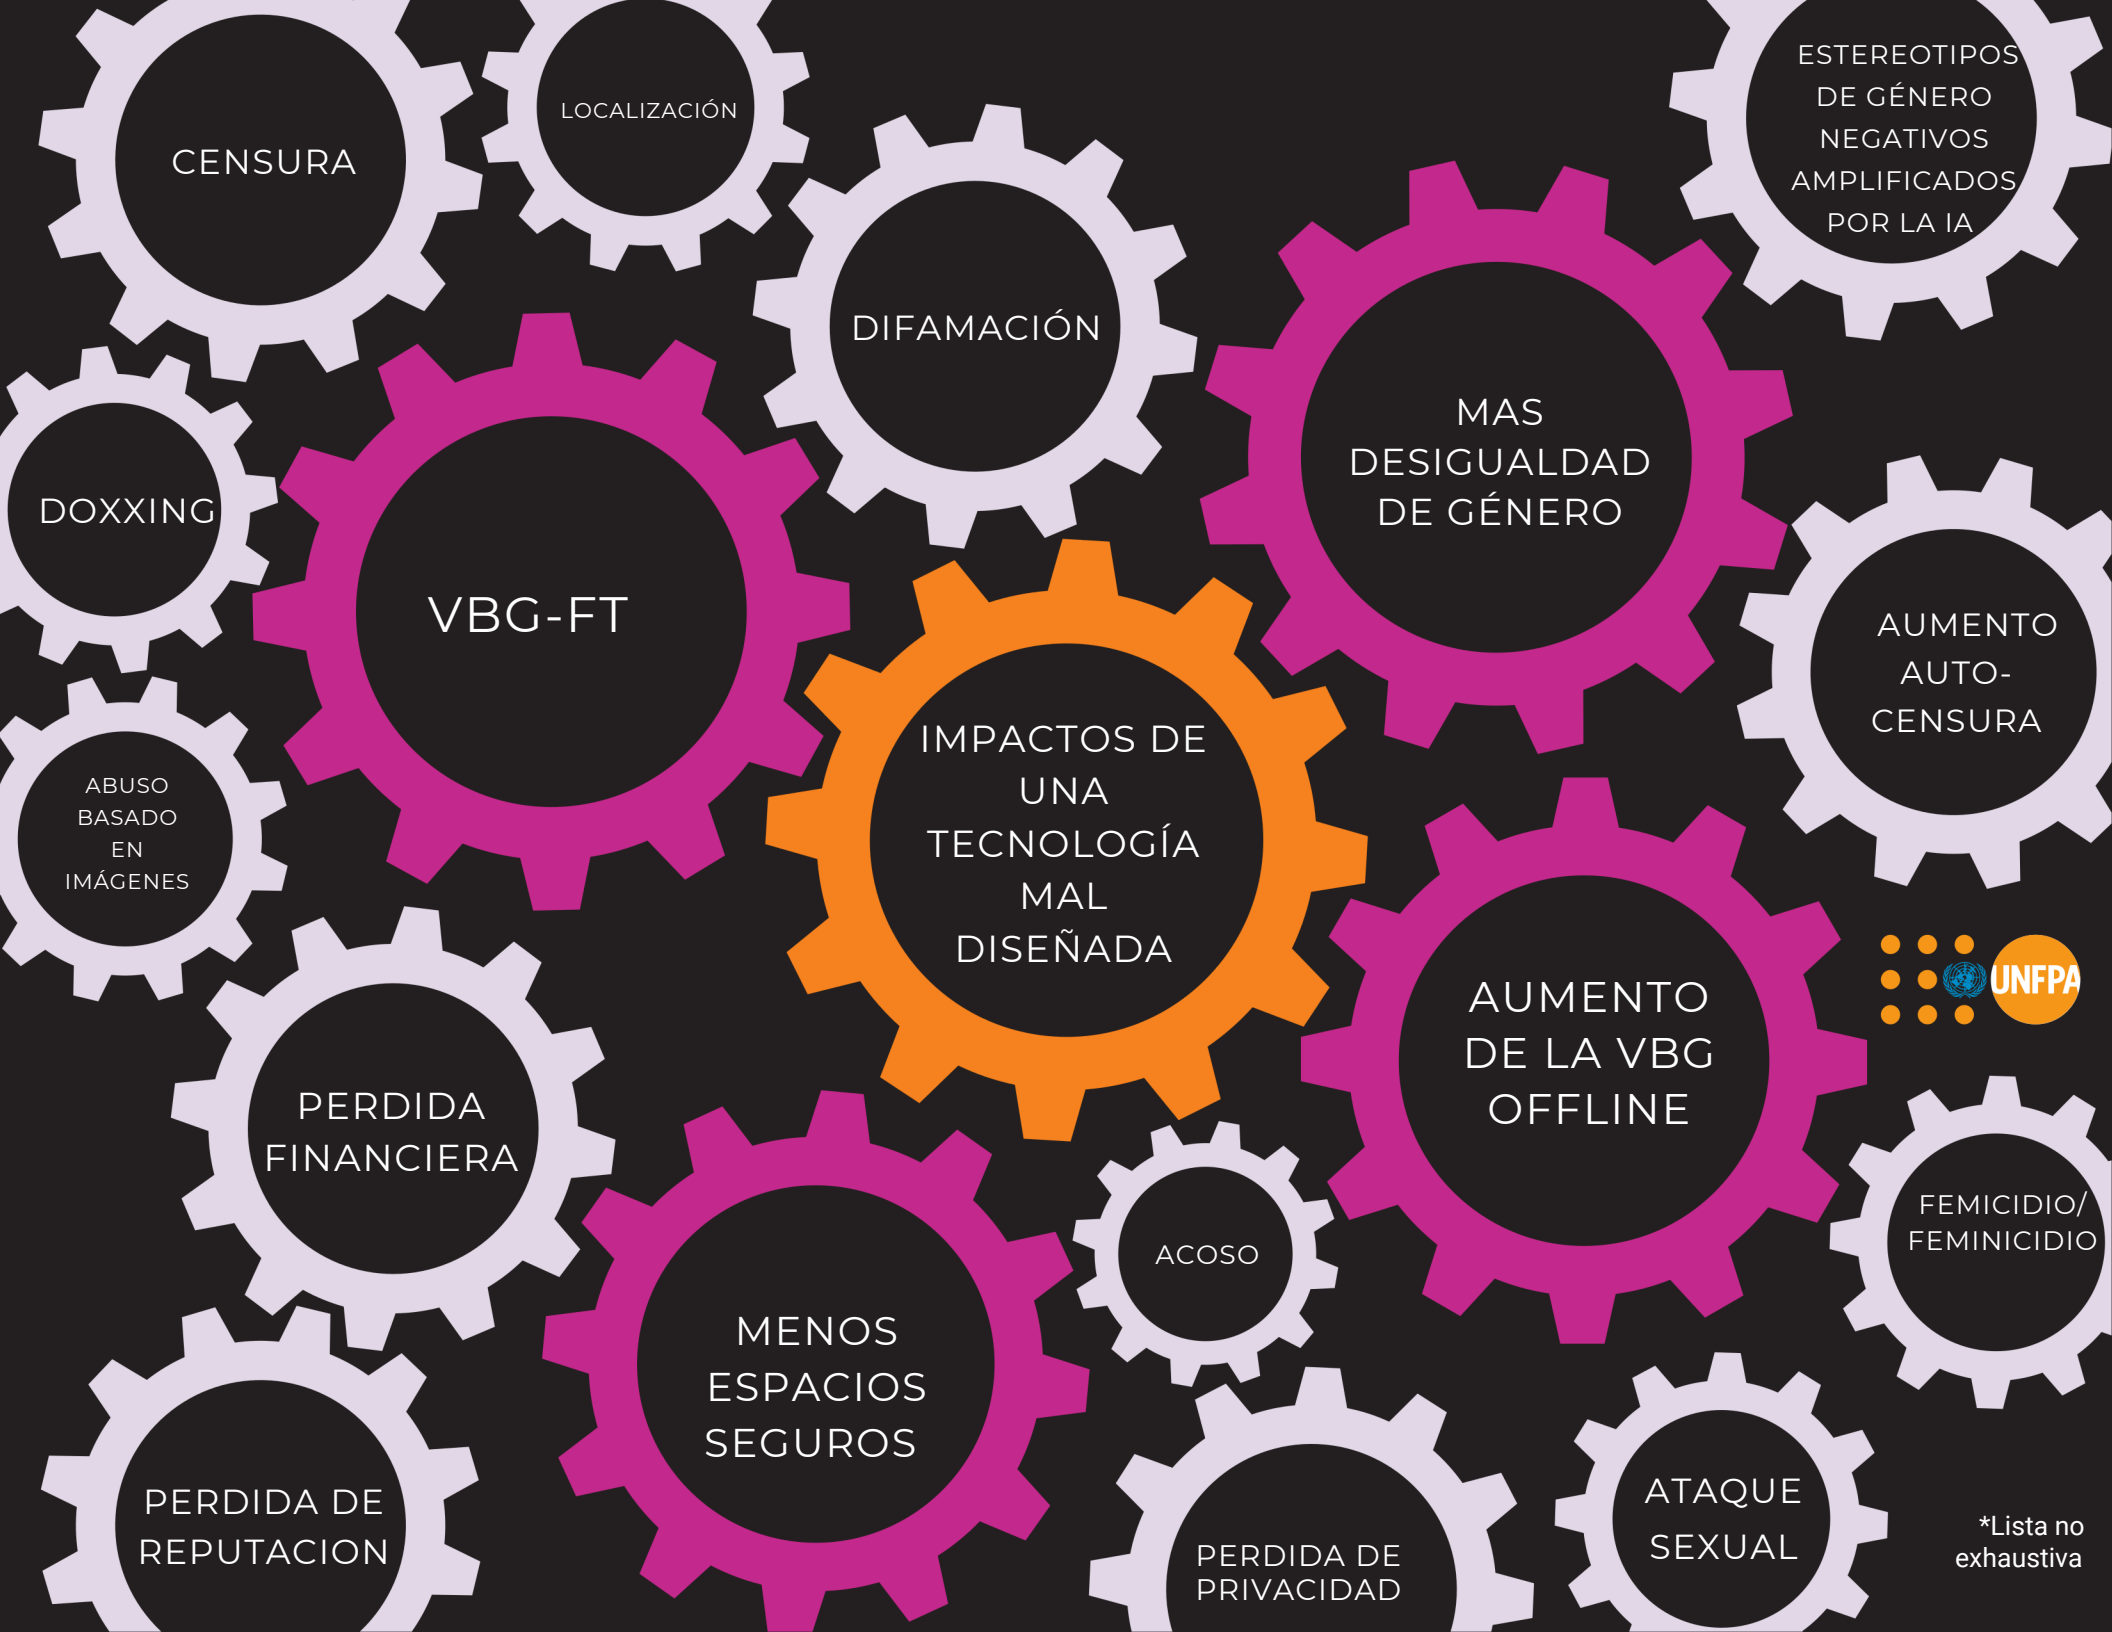 CENSURA
LOCALIZACIÓN
ESTEREOTIPOS
DE GÉNERO
NEGATIVOS
AMPLIFICADOS
POR LA IA
DIFAMACIÓN
MAS
DESIGUALDAD
DE GÉNERO
DOXXING
VBG-FT
AUMENTO
AUTO-
CENSURA
IMPACTOS DE
UNA
TECNOLOGÍA
MAL
DISEÑADA
ABUSO
BASADO
EN
IMÁGENES
UNFPA
AUMENTO
DE LA VBG
OFFLINE
PERDIDA
FINANCIERA
FEMICIDIO/
FEMINICIDIO
ACOSO
MENOS
ESPACIOS
SEGUROS
PERDIDA DE
REPUTACION
PERDIDA DE
PRIVACIDAD
ATAQUE
SEXUAL
*Lista no
exhaustiva